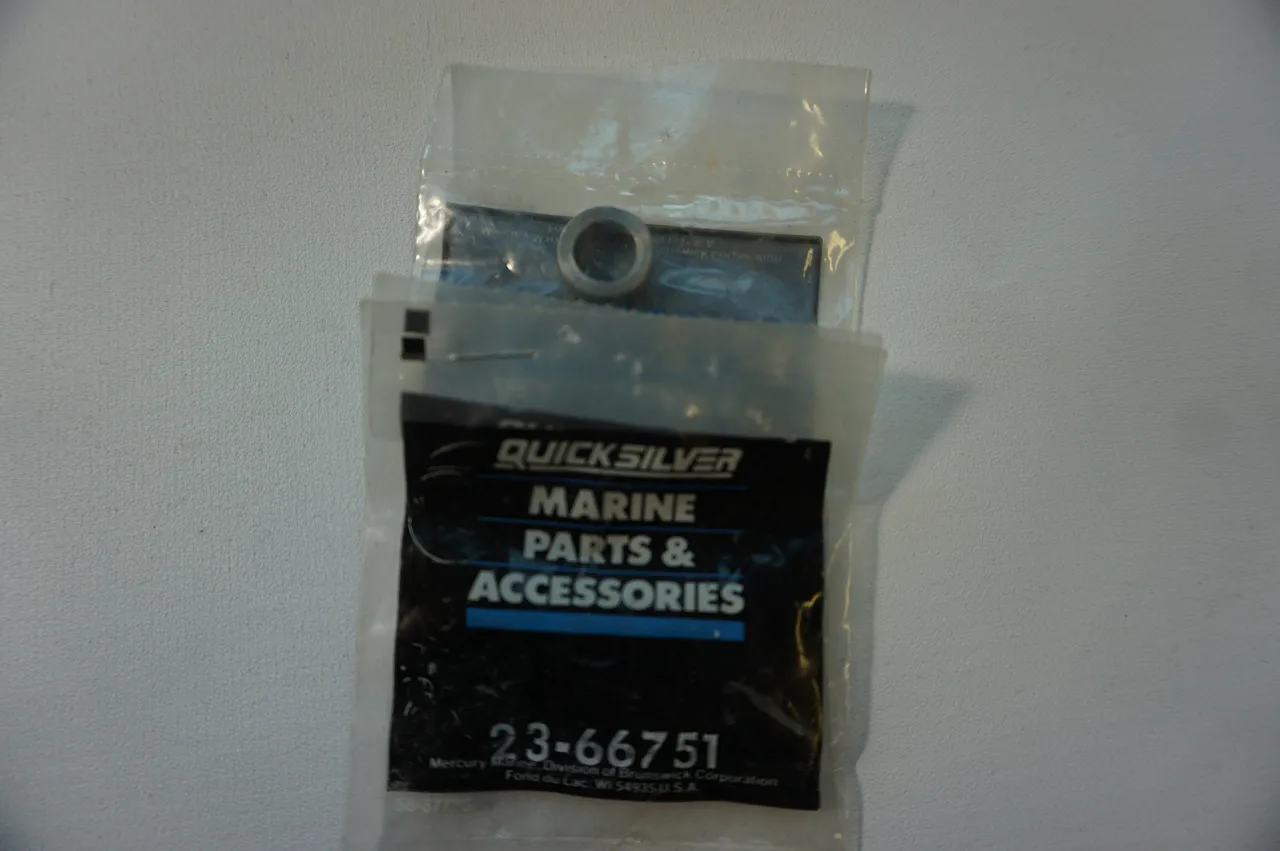 QUICKSILVER
MARINE
PARTS &
ACCESSORIES
23-66751
Mercury Marine, Division of Brunswick Corporation
Fond du Lac, WI 54935 U.S.A.